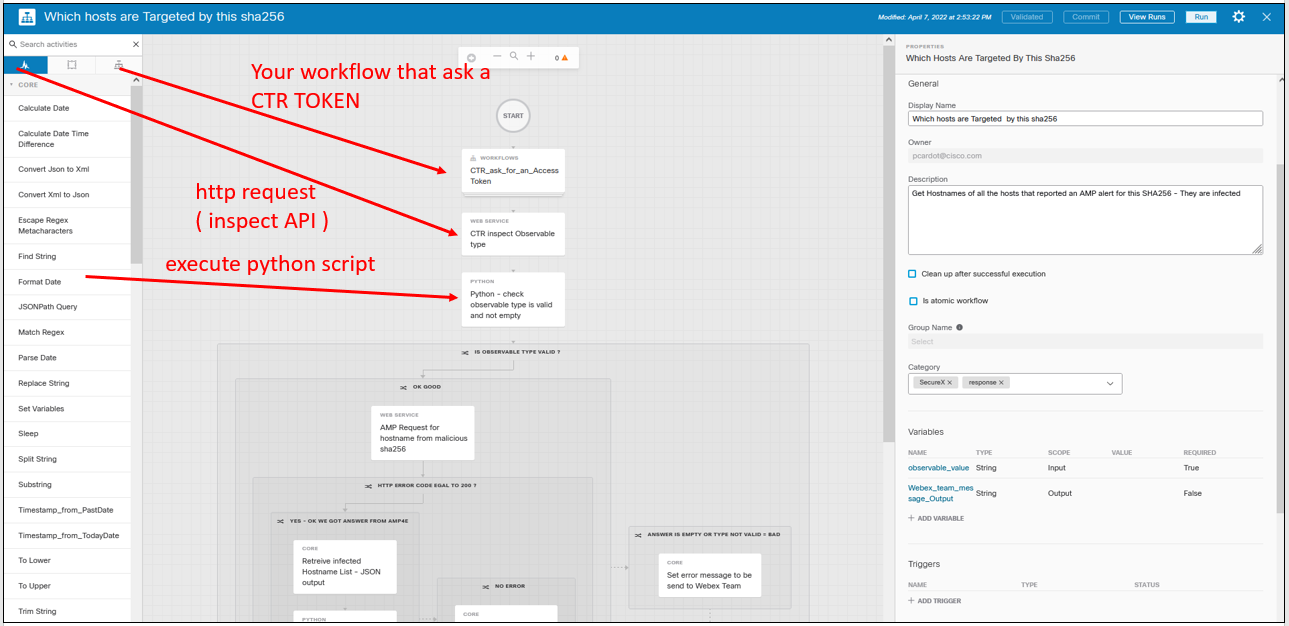 Which hosts are Targeted by this sha256
Modified: April 7, 2022 at 2:53:22 PM
Validated
Commit
View Runs
Run
Search activities
CORE
Calculate Date
Calculate Date Time
Difference
Convert Json to Xml
Convert Xml to Json
Escape Regex
Metacharacters
Find String
Format Date
JSONPath Query
Match Regex
Parse Date
Replace String
Set Variables
Sleep
Split String
Substring
Timestamp_from_PastDate
Timestamp_from_TodayDate
To Lower
To Upper
Trim String
0
Your workflow that ask a
CTR TOKEN
http request
( inspect API )
execute python script
START
WORKFLOWS
CTR_ask_for_an_Access
Token
WEB SERVICE
CTR inspect Observable
type
PYTHON
Python - check
observable type is valid
and not empty
IS OBSERVABLE TYPE VALID ?
OK GOOD
WEB SERVICE
AMP Request for
hostname from malicious
sha256
HTTP ERROR CODE EGAL TO 200 ?
YES - OK WE GOT ANSWER FROM AMP4E
CORE
Retreive infected
Hostname List - JSON
output
PYTHON
NO ERROR
CORE
ANSWER IS EMPTY OR TYPE NOT VALID = BAD
CORE
Set error message to be
send to Webex Team
PROPERTIES
Which Hosts Are Targeted By This Sha256
General
Display Name
Which hosts are Targeted  by this sha256
Owner
pcardot@cisco.com
Description
Get Hostnames of all the hosts that reported an AMP alert for this SHA256 - They are infected
Clean up after successful execution
Is atomic workflow
Group Name
Select
Category
SecureX
response
Variables
NAME TYPE SCOPE VALUE REQUIRED
observable_value String Input True
Webex_team_mes
sage_Output String Output False
+ ADD VARIABLE
Triggers
NAME TYPE STATUS
+ ADD TRIGGER